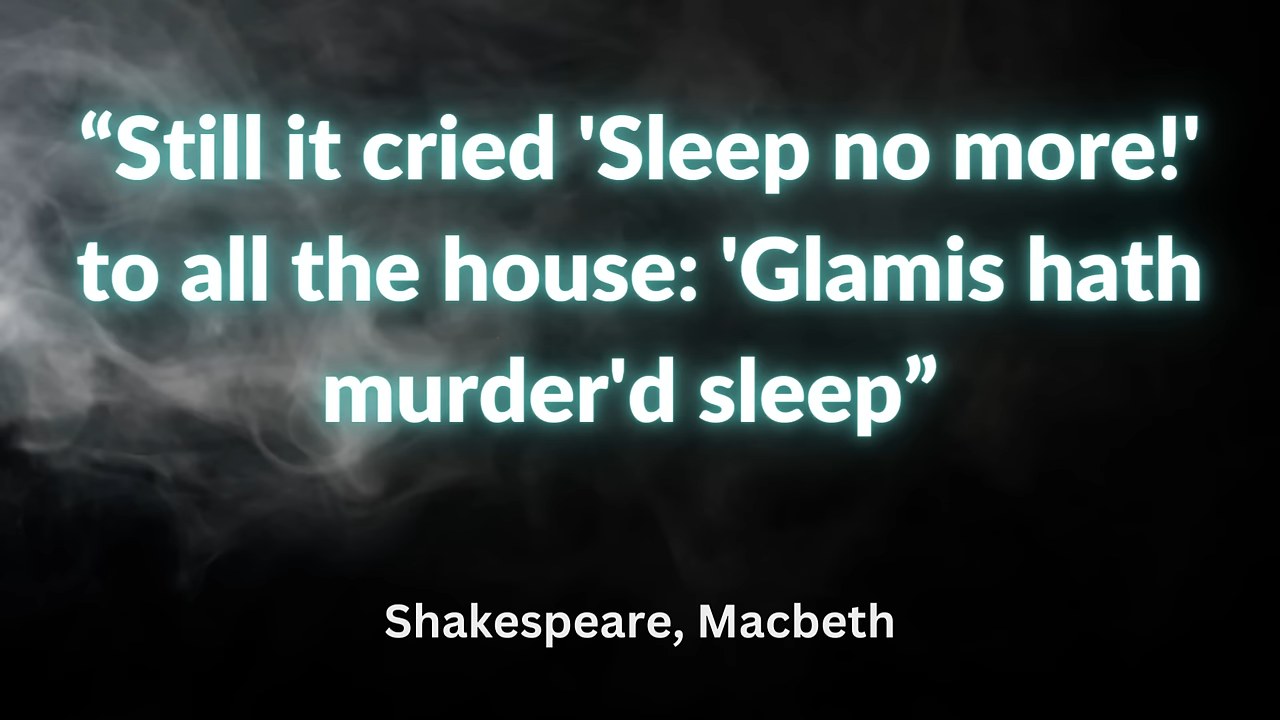 “Still it cried 'Sleep no more!'
to all the house: 'Glamis hath
murder'd sleep”
Shakespeare, Macbeth